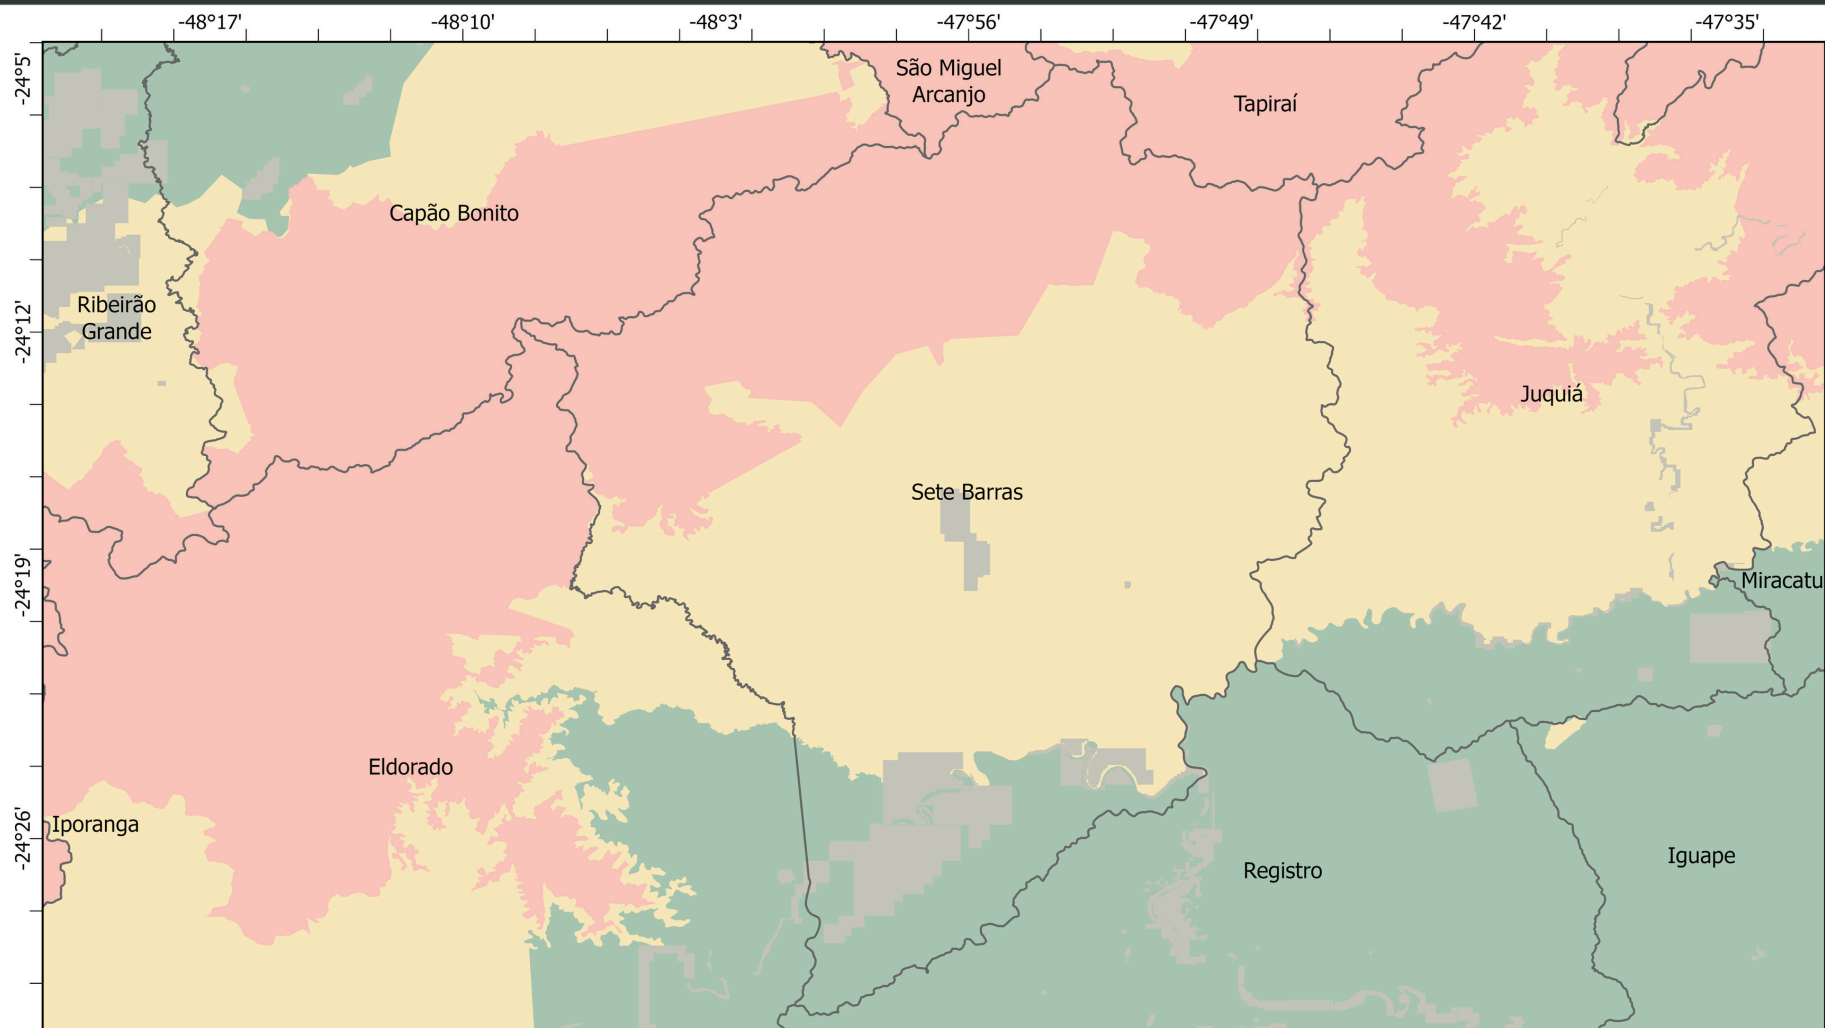 -48°17'
-48°10'
-48°3'
-47°56'
-47°49'
-47°42'
-47°35'
-24°5'
-24°12'
-24°19'
-24°26'
São Miguel
Arcanjo
Tapiraí
Capão Bonito
Ribeirão
Grande
Juquiá
Sete Barras
Miracatu
Eldorado
Iporanga
Registro
Iguape